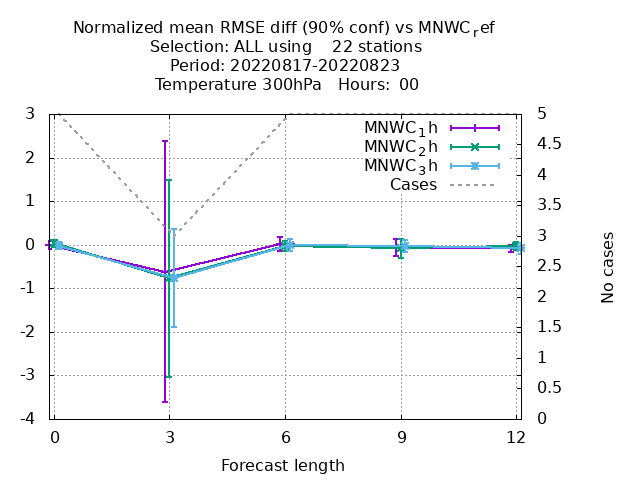 Normalized mean RMSE diff (90% conf) vs MNWC_ref
Selection: ALL using 22 stations
Period: 20220817-20220823
Temperature 300hPa Hours: 00
MNWC_1h
MNWC_2h
MNWC_3h
Cases
3
2
1
0
-1
-2
-3
-4
5
4.5
4
3.5
3
2.5
2
1.5
1
0.5
0
No cases
0 3 6 9 12
Forecast length